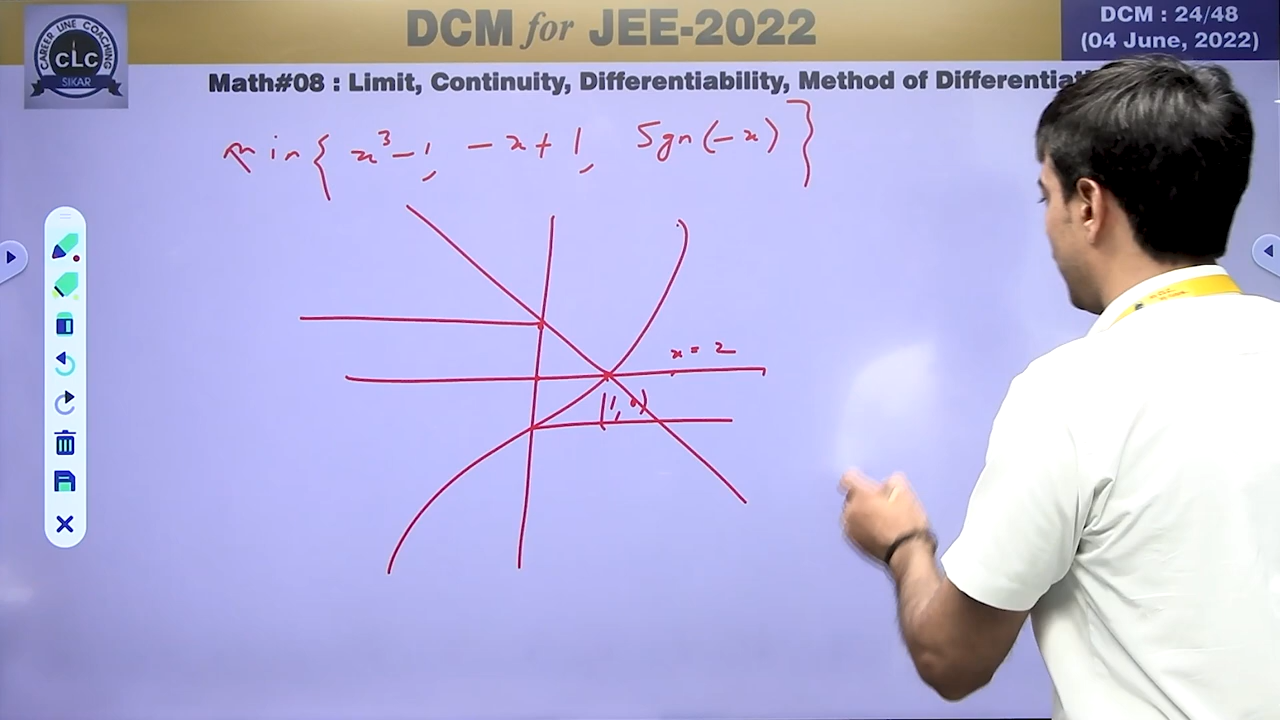 DCM for JEE-2022
DCM : 24/48
(04 June, 2022)
CAREER LINE COACHING
CLC
SIKAR
Math#08 : Limit, Continuity, Differentiability, Method of Differentiati
min{ x³-1, -x+1, Sgn(-x) }
x = 2
(1, 0)